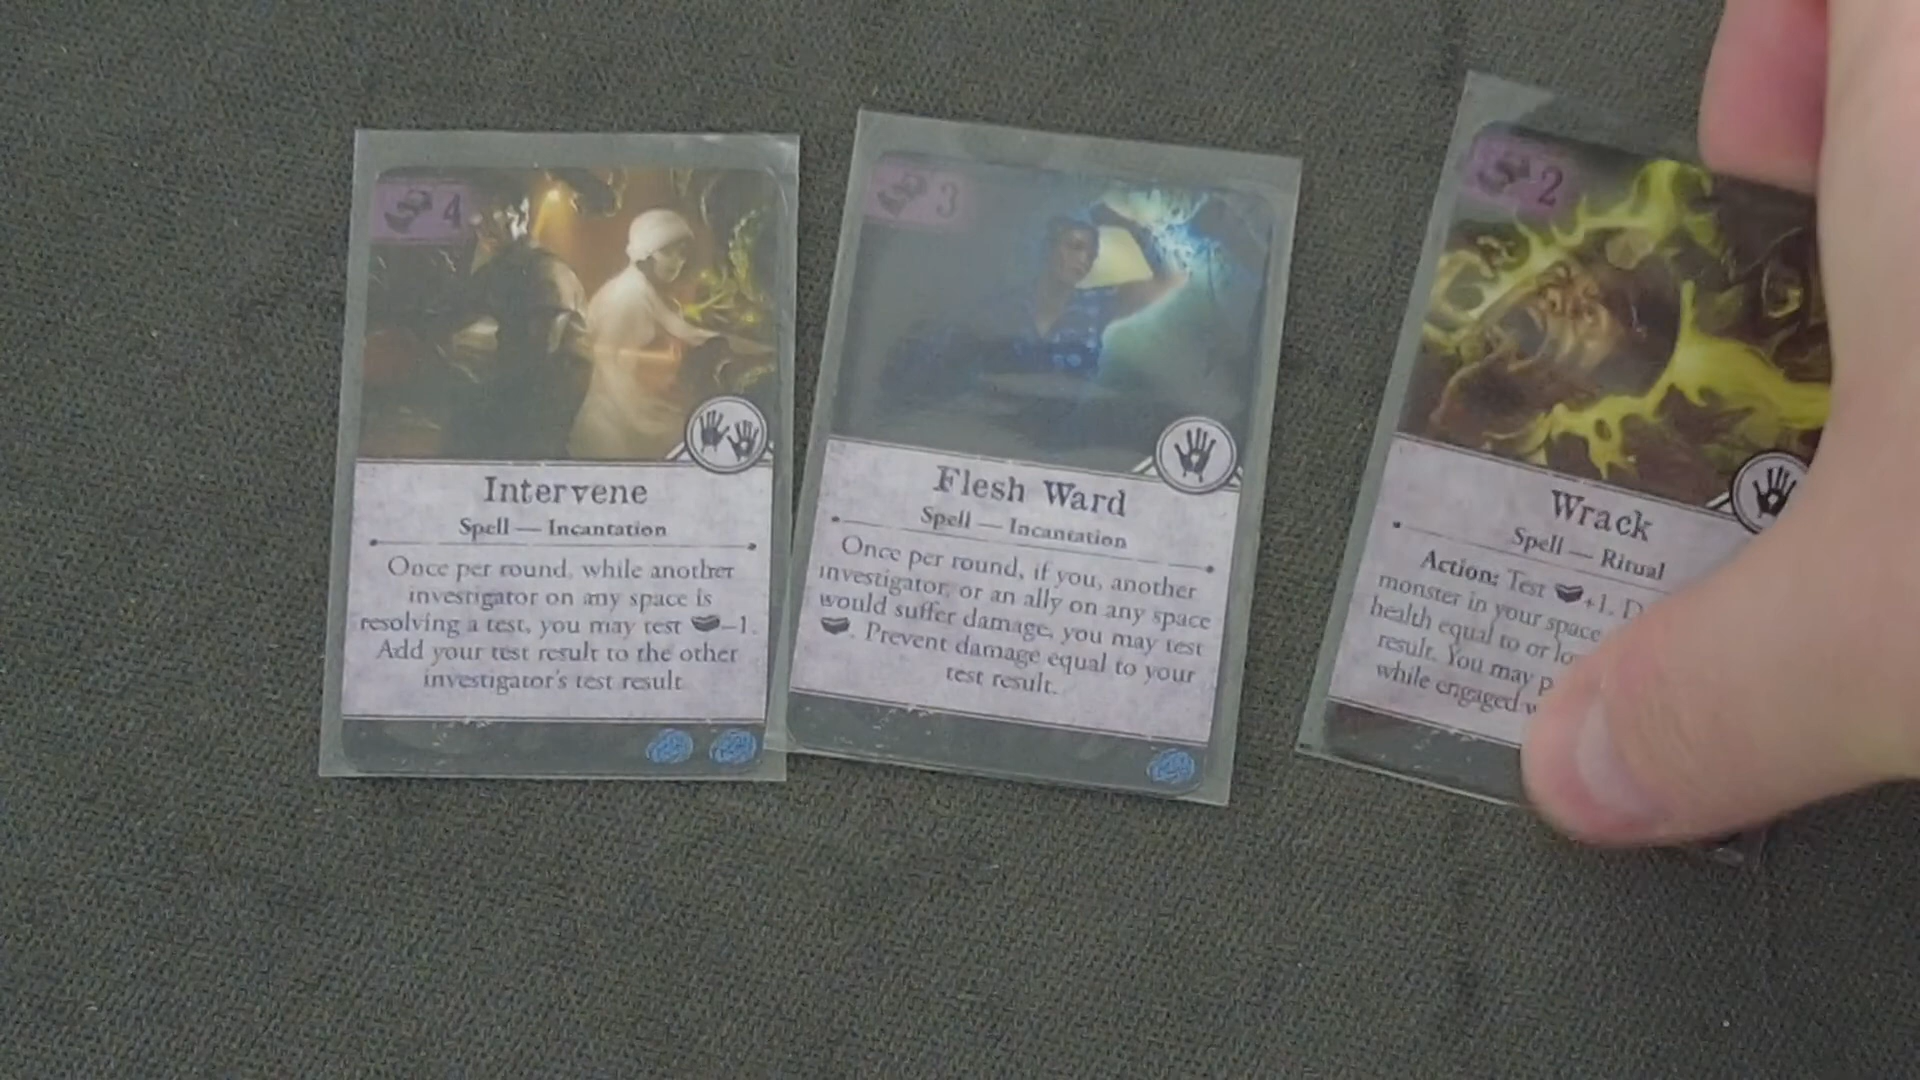 4
Intervene
Spell — Incantation
Once per round, while another
investigator on any space is
resolving a test, you may test −1.
Add your test result to the other
investigator's test result.
3
Flesh Ward
Spell — Incantation
Once per round, if you, another
investigator, or an ally on any space
would suffer damage, you may test
. Prevent damage equal to your
test result.
2
Wrack
Spell — Ritual
Action: Test +1. D
monster in your space
health equal to or lo
result. You may p
while engaged w